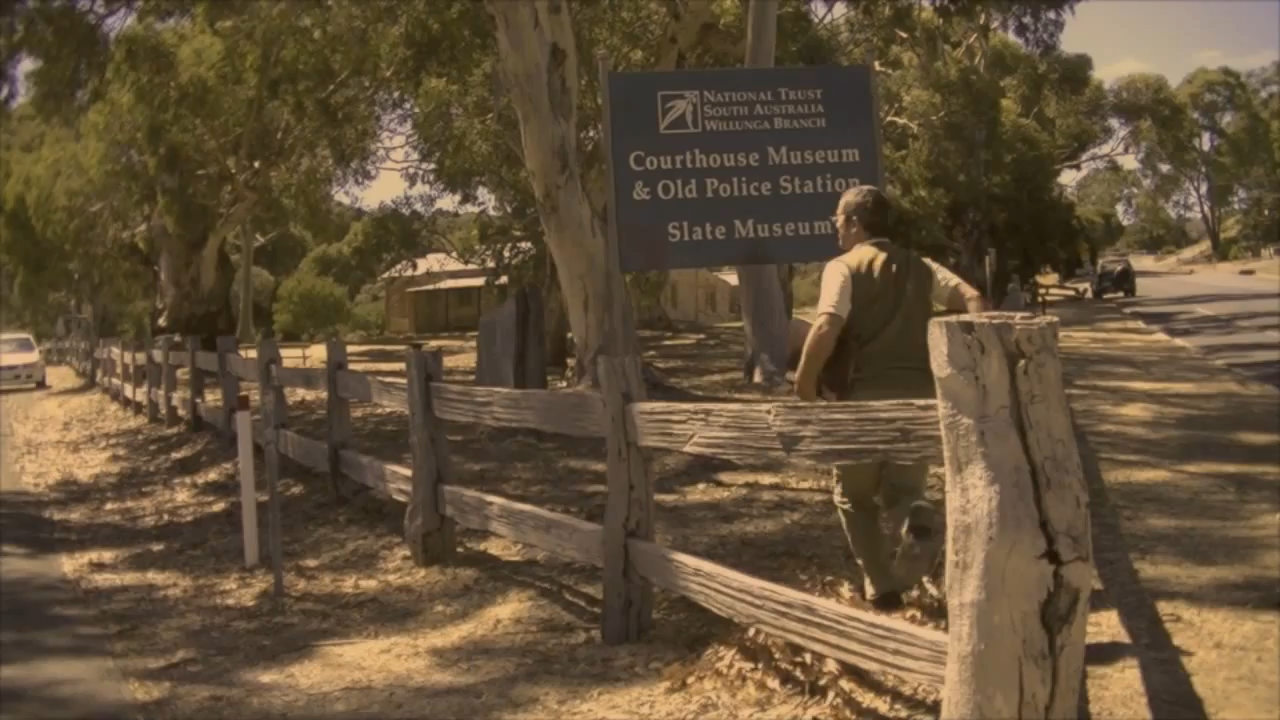 National Trust
South Australia
Willunga Branch
Courthouse Museum
& Old Police Station
Slate Museum